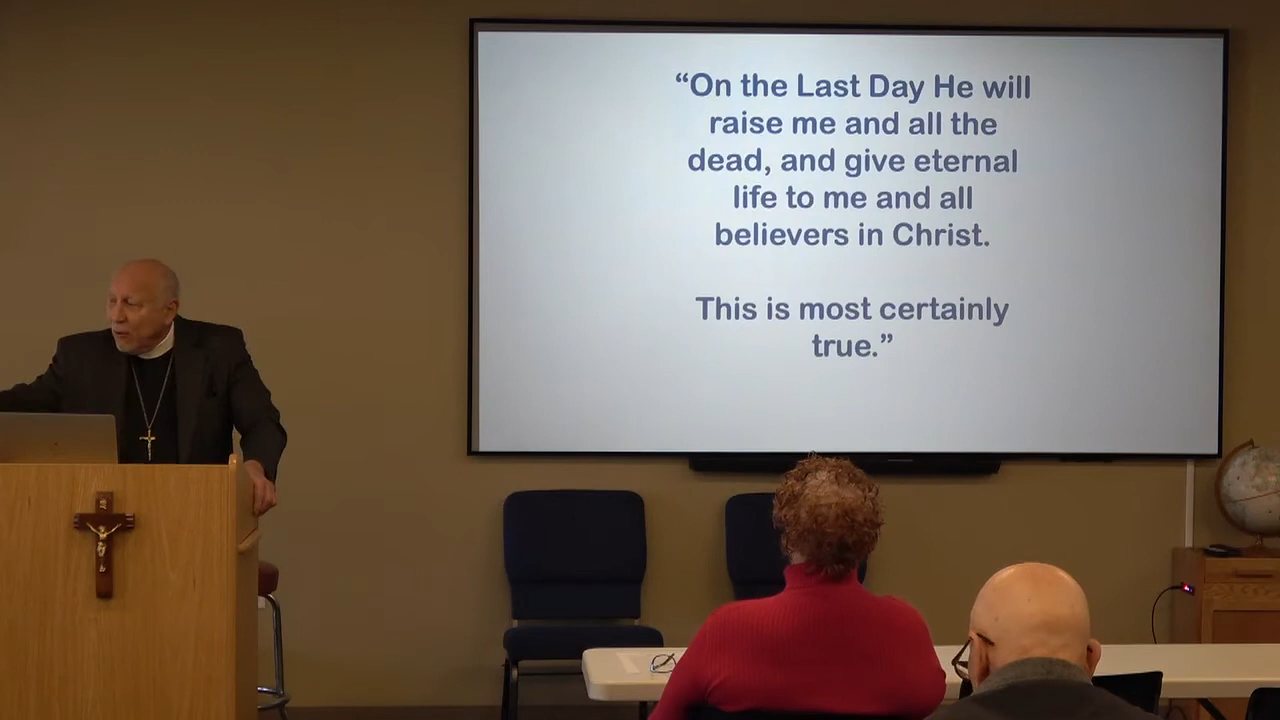 “On the Last Day He will
raise me and all the
dead, and give eternal
life to me and all
believers in Christ.
This is most certainly
true.”